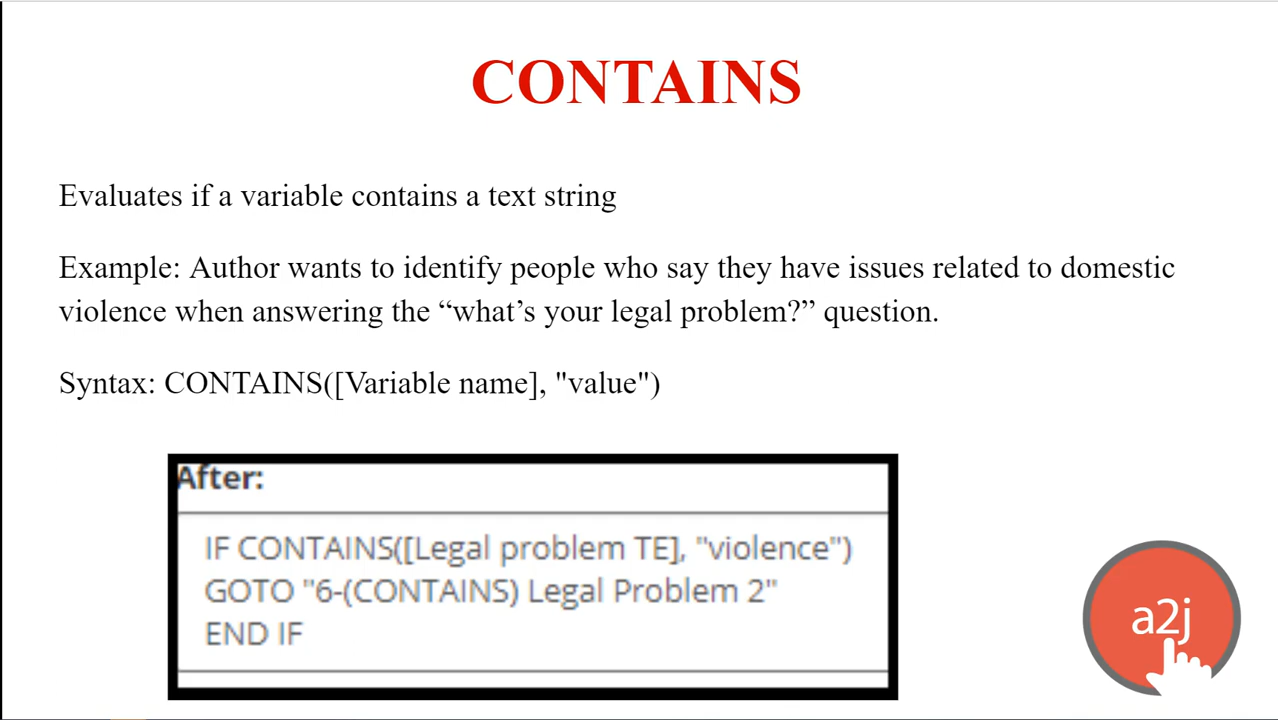 CONTAINS
Evaluates if a variable contains a text string
Example: Author wants to identify people who say they have issues related to domestic
violence when answering the “what’s your legal problem?” question.
Syntax: CONTAINS([Variable name], "value")
After:
IF CONTAINS([Legal problem TE], "violence")
GOTO "6-(CONTAINS) Legal Problem 2"
END IF
a2j